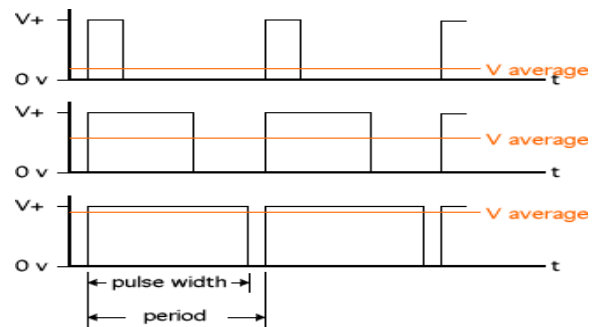 V+
V average
0 v
t
V+
V average
0 v
t
V+
V average
0 v
t
pulse width
period